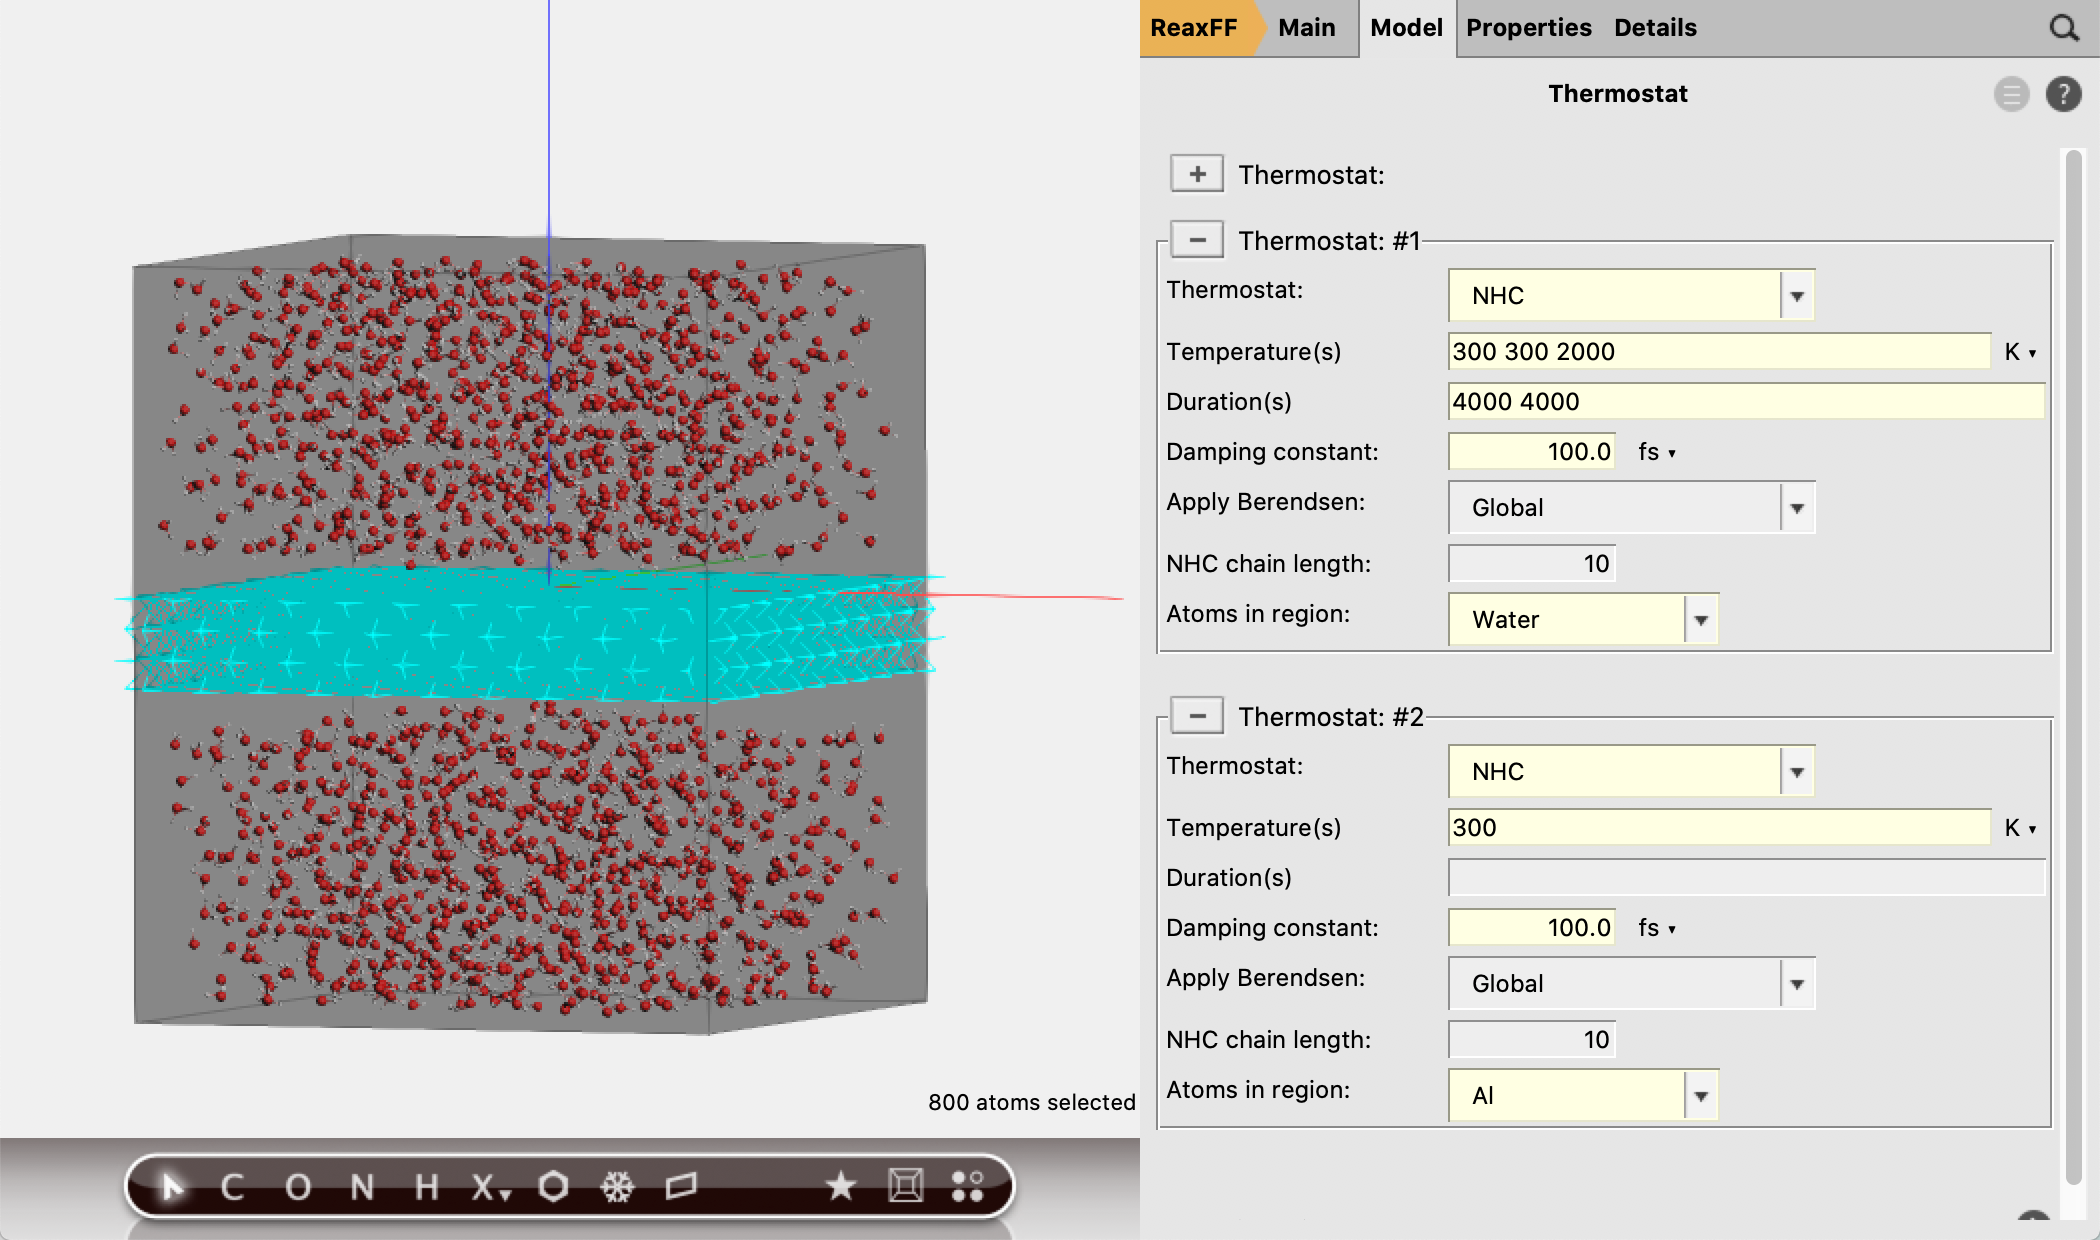 ReaxFF Main Model Properties Details
Thermostat
?
+ Thermostat:
− Thermostat: #1
Thermostat: NHC
Temperature(s) 300 300 2000 K
Duration(s) 4000 4000
Damping constant: 100.0 fs
Apply Berendsen: Global
NHC chain length: 10
Atoms in region: Water
− Thermostat: #2
Thermostat: NHC
Temperature(s) 300 K
Duration(s)
Damping constant: 100.0 fs
Apply Berendsen: Global
NHC chain length: 10
Atoms in region: Al
800 atoms selected
C O N H X